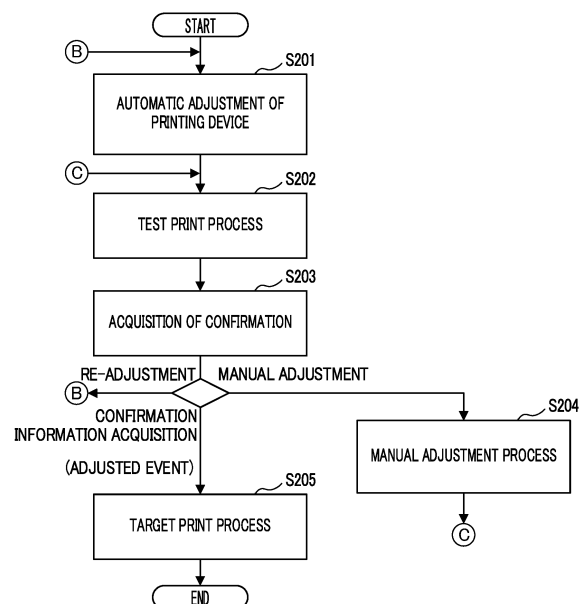 START
B
S201
AUTOMATIC ADJUSTMENT OF
PRINTING DEVICE
C
S202
TEST PRINT PROCESS
S203
ACQUISITION OF CONFIRMATION
RE-ADJUSTMENT
MANUAL ADJUSTMENT
B
CONFIRMATION
INFORMATION ACQUISITION
(ADJUSTED EVENT)
S204
MANUAL ADJUSTMENT PROCESS
C
S205
TARGET PRINT PROCESS
END